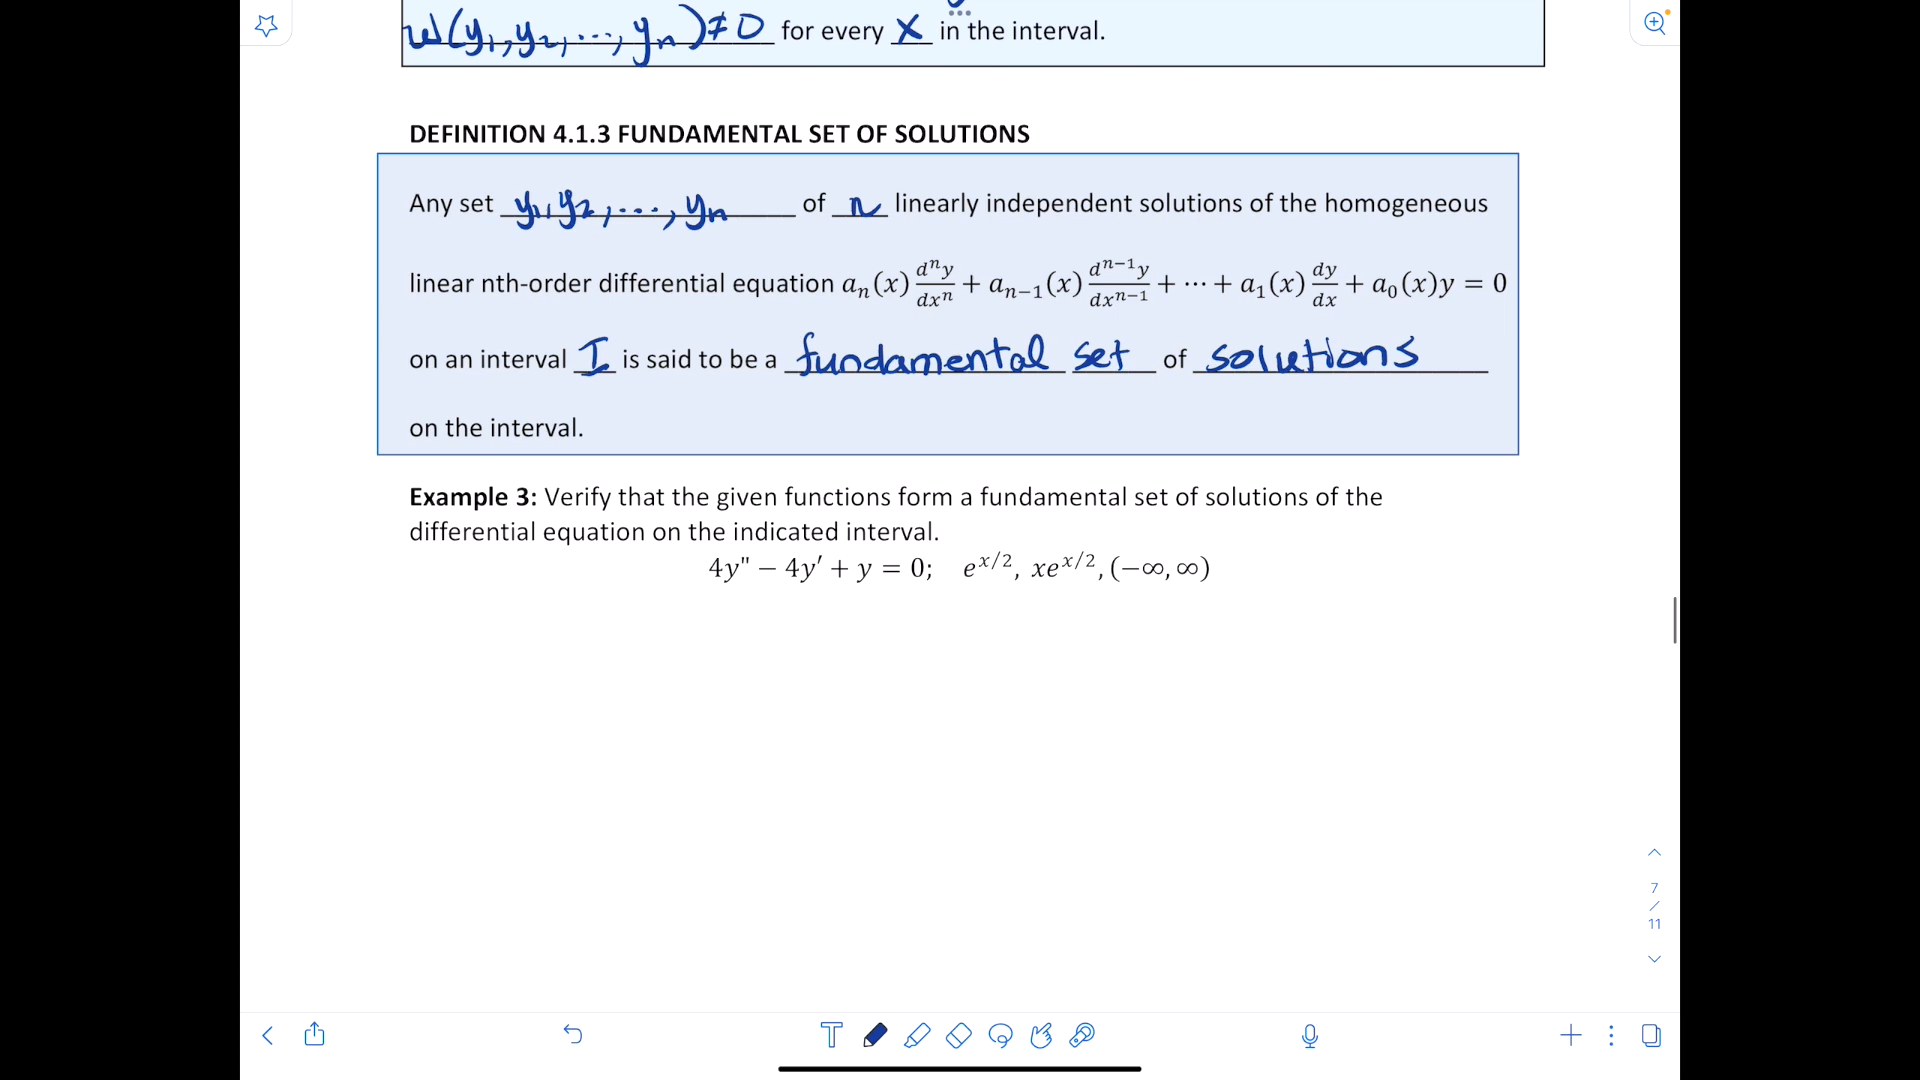 W(y₁,y₂,...,yₙ)≠0 for every x in the interval.
DEFINITION 4.1.3 FUNDAMENTAL SET OF SOLUTIONS
Any set y₁,y₂,...,yₙ of n linearly independent solutions of the homogeneous
linear nth-order differential equation aₙ(x) dⁿy/dxⁿ + aₙ₋₁(x) dⁿ⁻¹y/dxⁿ⁻¹ + ⋯ + a₁(x) dy/dx + a₀(x)y = 0
on an interval I is said to be a fundamental set of solutions
on the interval.
Example 3: Verify that the given functions form a fundamental set of solutions of the
differential equation on the indicated interval.
4y" − 4y′ + y = 0; e^{x/2}, xe^{x/2}, (−∞, ∞)
7
/
11
T